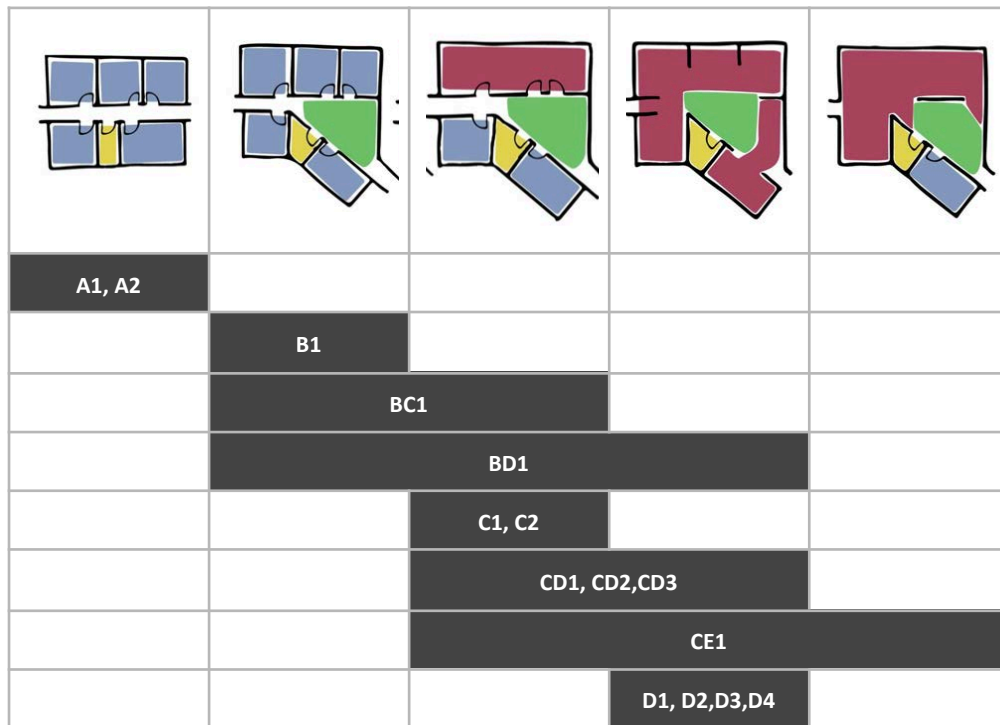 A1, A2
B1
BC1
BD1
C1, C2
CD1, CD2,CD3
CE1
D1, D2,D3,D4